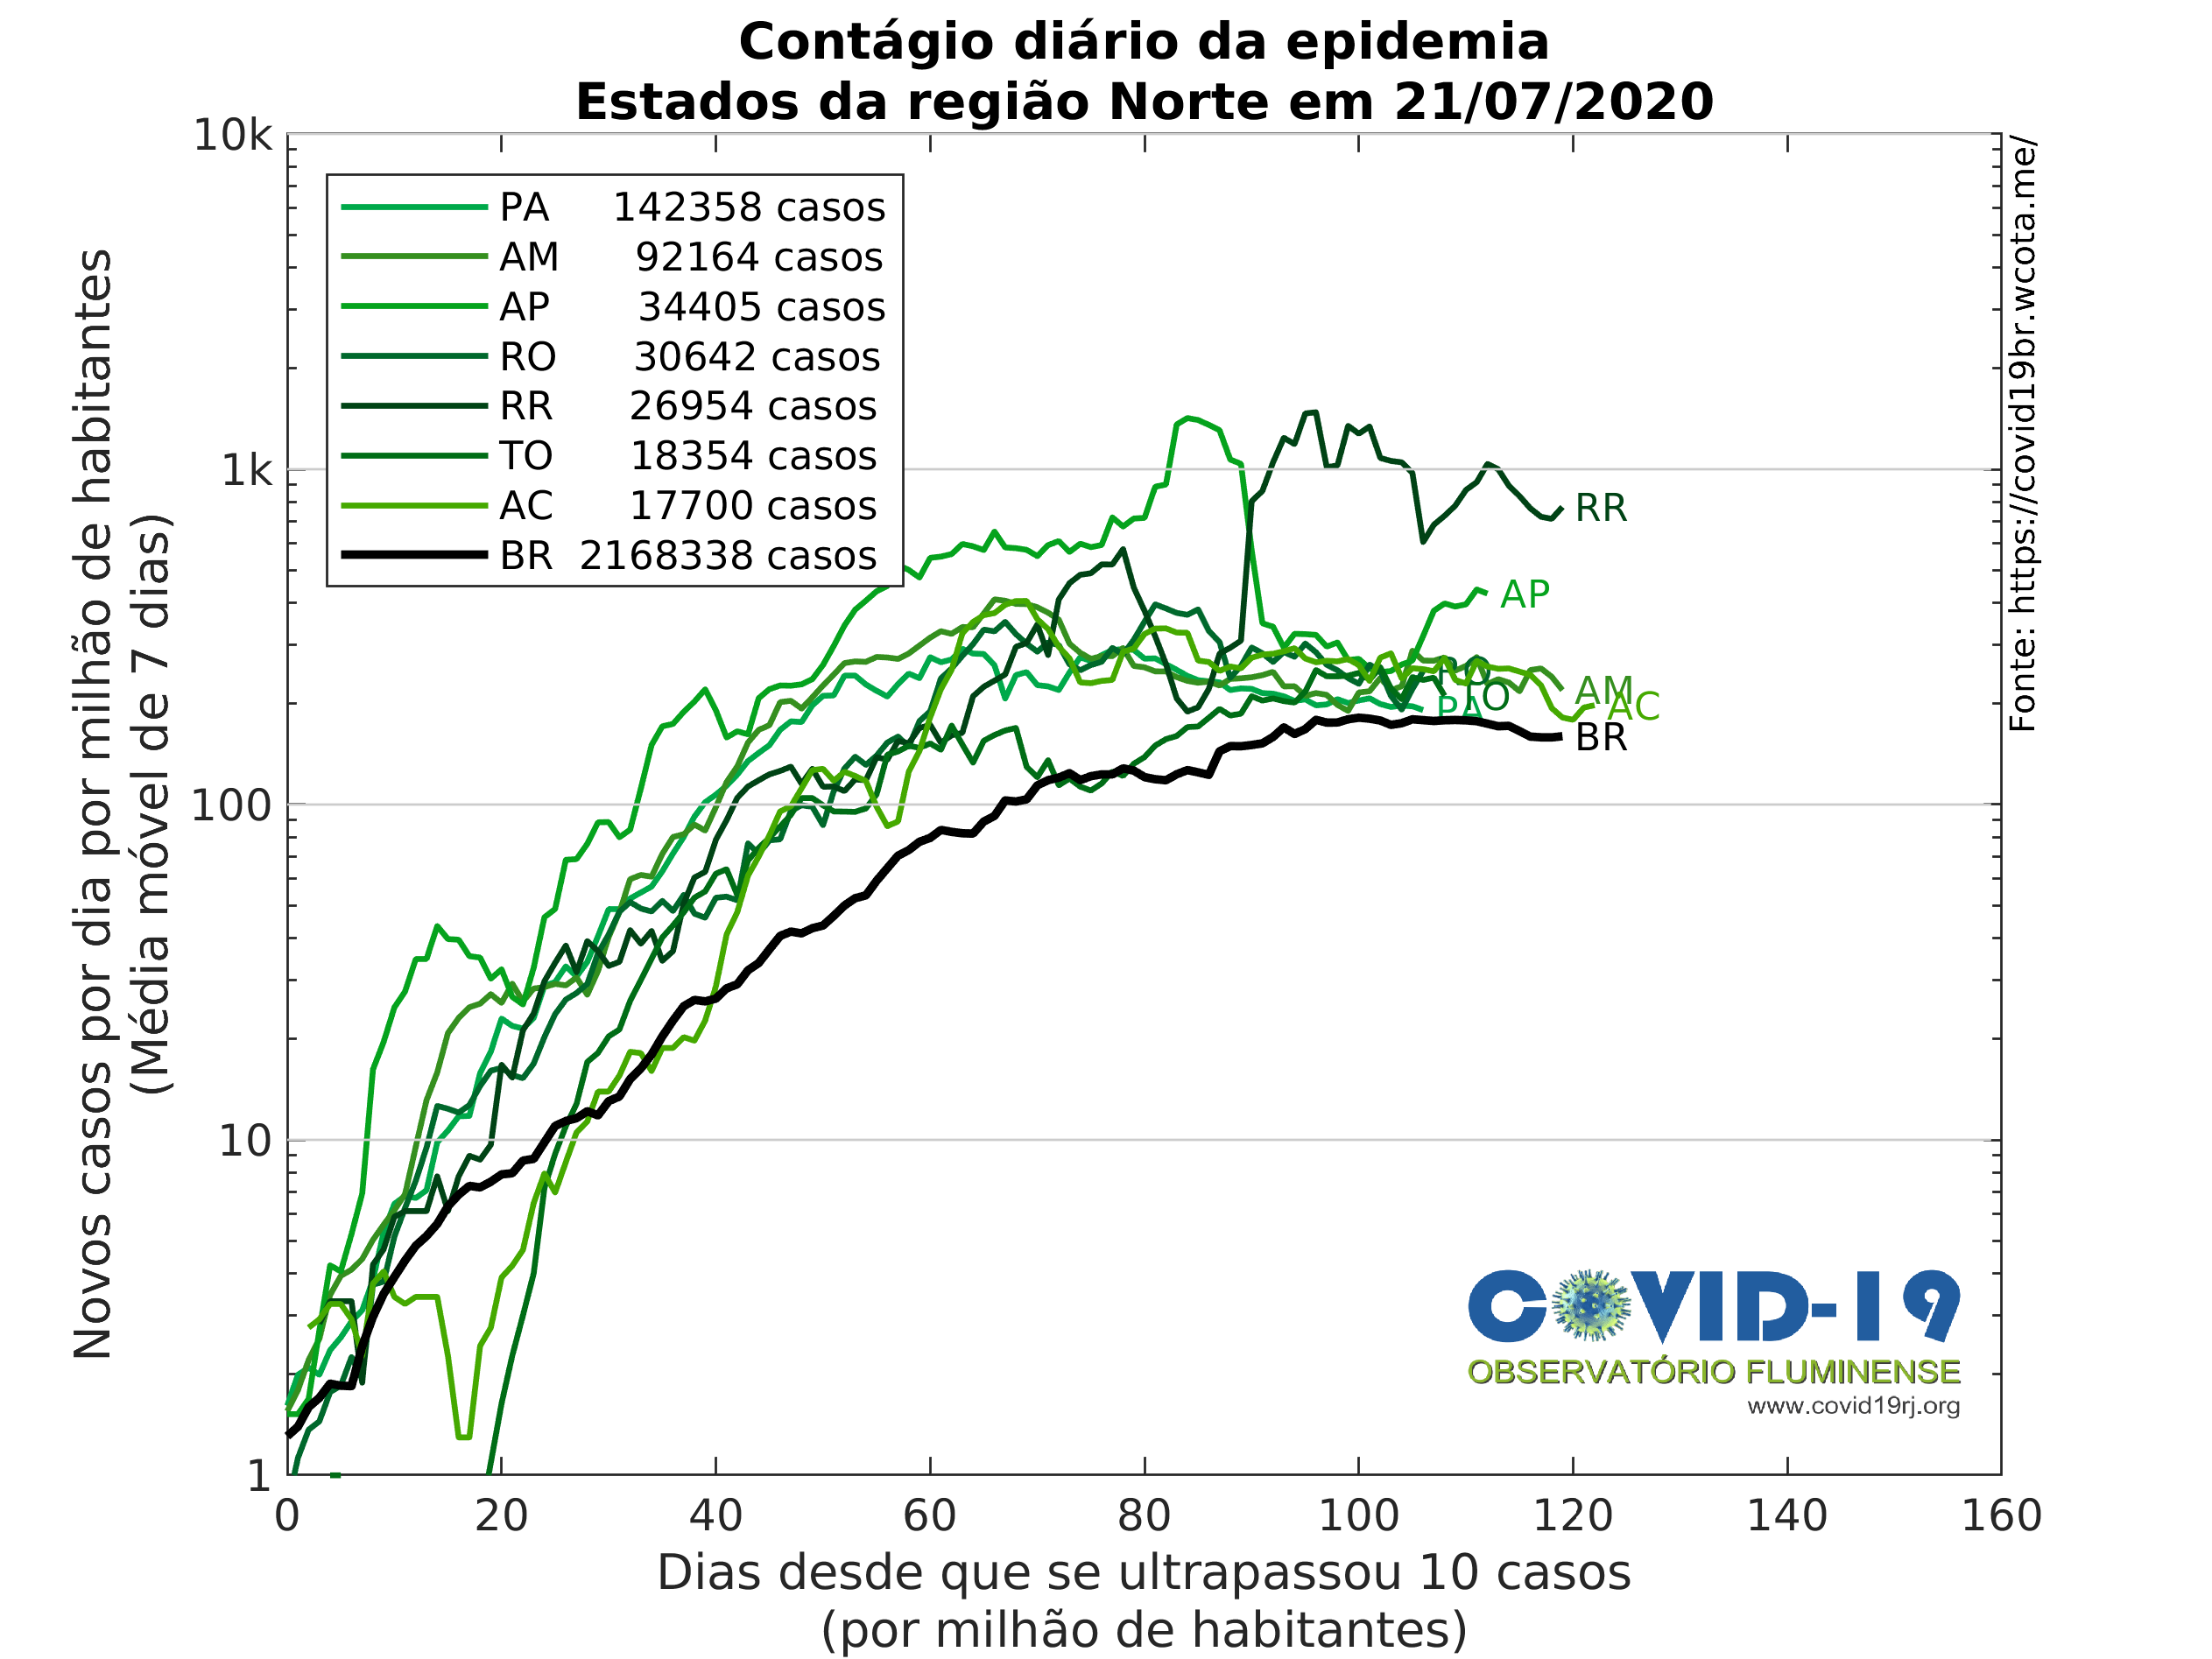 Contágio diário da epidemia
Estados da região Norte em 21/07/2020
Novos casos por dia por milhão de habitantes
(Média móvel de 7 dias)
10k
1k
100
10
1
PA 142358 casos
AM 92164 casos
AP 34405 casos
RO 30642 casos
RR 26954 casos
TO 18354 casos
AC 17700 casos
BR 2168338 casos
RR
AP
RO
TO
PA
AM
AC
BR
Fonte: https://covid19br.wcota.me/
COVID-19
OBSERVATÓRIO FLUMINENSE
www.covid19rj.org
0 20 40 60 80 100 120 140 160
Dias desde que se ultrapassou 10 casos
(por milhão de habitantes)